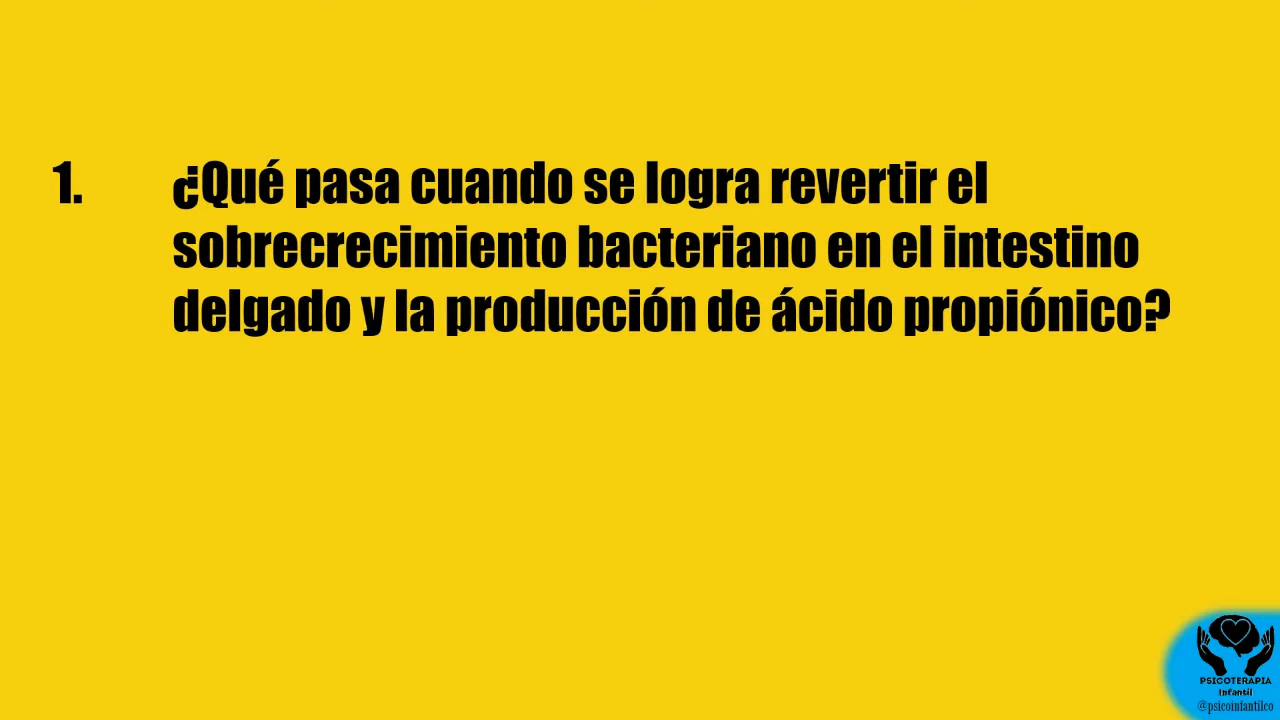 1. ¿Qué pasa cuando se logra revertir el
sobrecrecimiento bacteriano en el intestino
delgado y la producción de ácido propiónico?
PSICOTERAPIA
Infantil
@psicoinfantilco